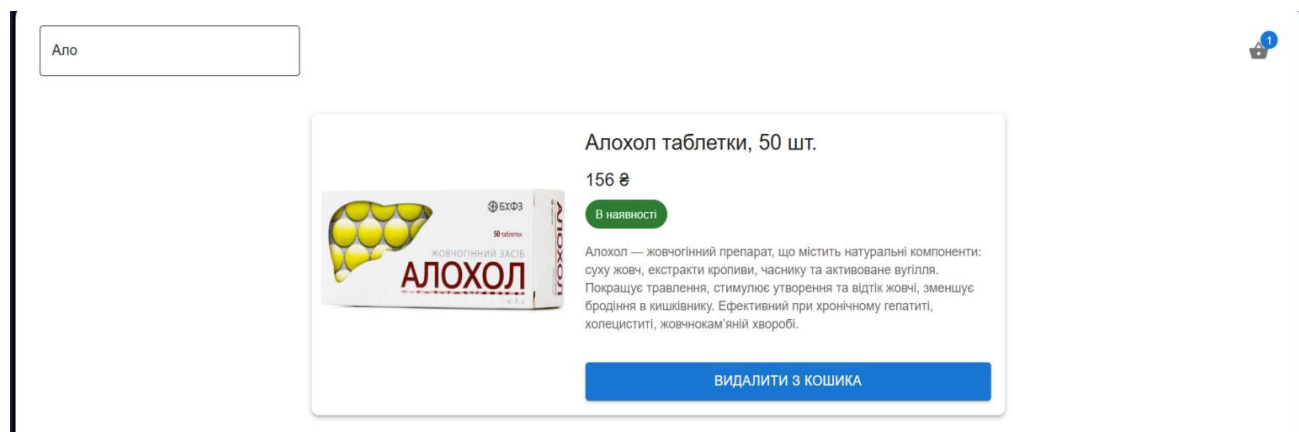 Ало
1
Алохол таблетки, 50 шт.
156 ₴
В наявності
БХФЗ
50 таблеток
ЖОВЧОГІННИЙ ЗАСІБ
АЛОХОЛ
АЛОХОЛ
Алохол — жовчогінний препарат, що містить натуральні компоненти:
суху жовч, екстракти кропиви, часнику та активоване вугілля.
Покращує травлення, стимулює утворення та відтік жовчі, зменшує
бродіння в кишківнику. Ефективний при хронічному гепатиті,
холециститі, жовчнокам'яній хворобі.
ВИДАЛИТИ З КОШИКА